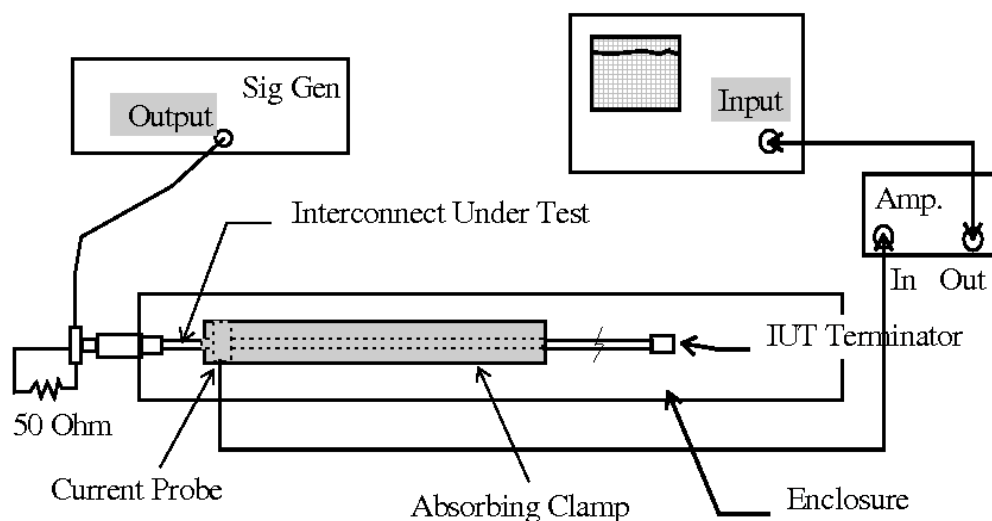 Sig Gen
Output
Input
Amp.
In Out
Interconnect Under Test
IUT Terminator
50 Ohm
Current Probe
Absorbing Clamp
Enclosure